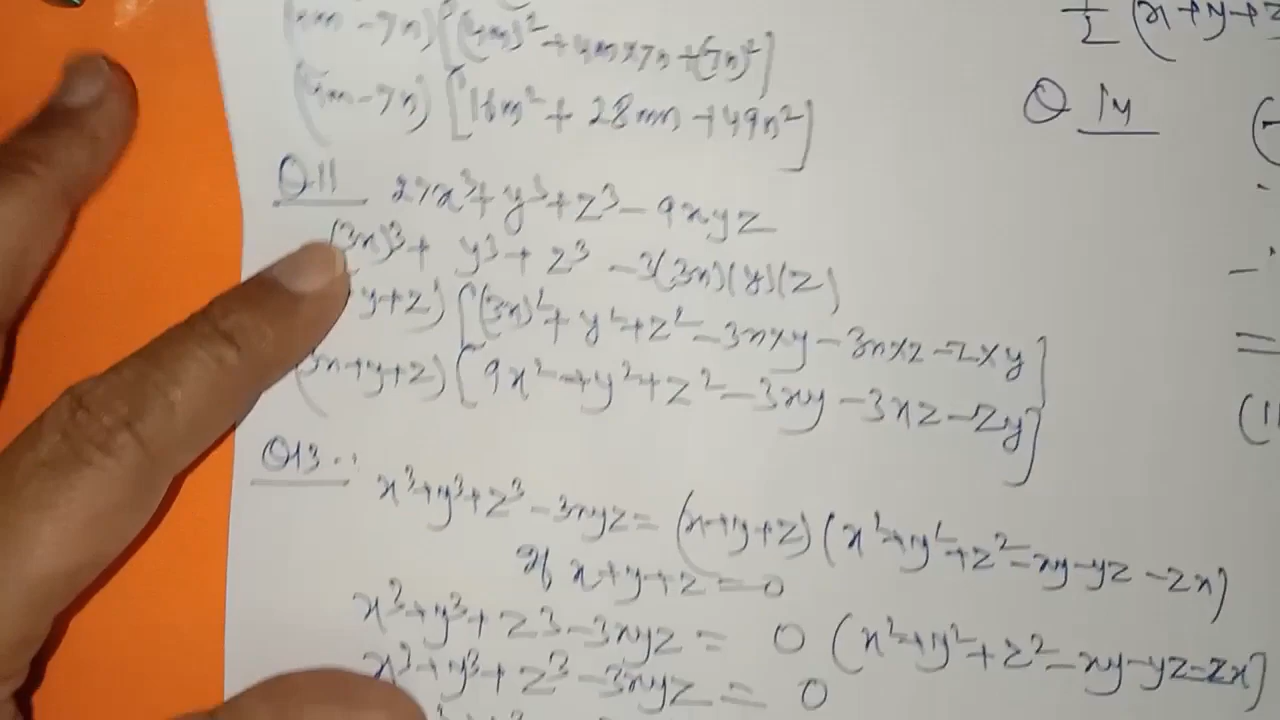 (4m - 7n) [(4m)² + 4m×7n + (7n)²]
(4m - 7n) [16m² + 28mn + 49n²]
Q.11 27x³ + y³ + z³ - 9xyz
(3x)³ + y³ + z³ - 3(3x)(y)(z)
y+z) [(3x)² + y² + z² - 3x×y - 3x×z - z×y]
(3x+y+z) [9x² + y² + z² - 3xy - 3xz - zy]
Q13..
x³+y³+z³ - 3xyz = (x+y+z) (x²+y²+z²-xy-yz-zx)
If x+y+z = 0
x³+y³+z³-3xyz = 0 (x²+y²+z²-xy-yz-zx]
x³+y³+z³-3xyz = 0
½ (x+y+z
Q 14